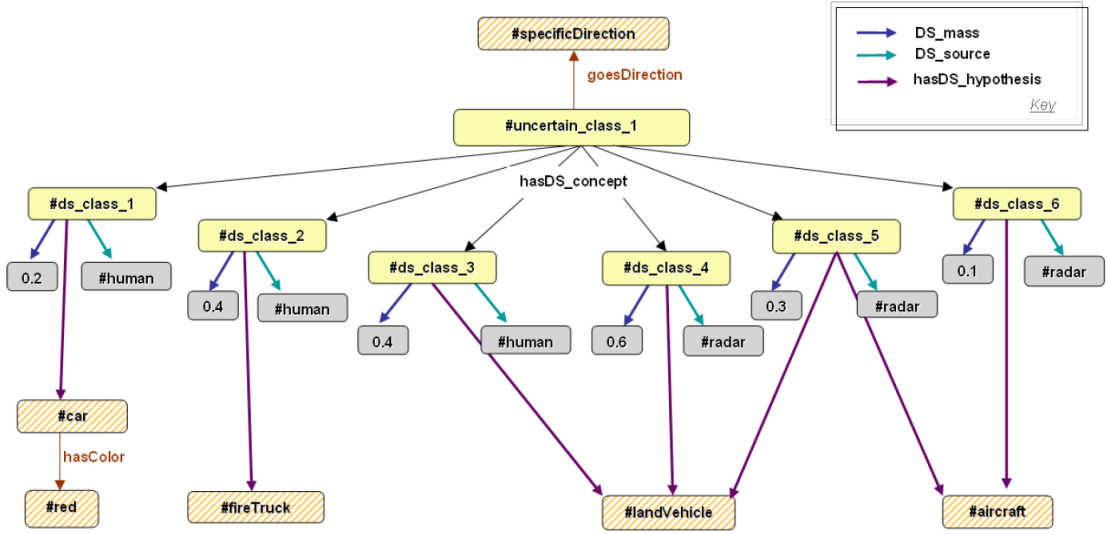 #specificDirection
DS_mass
DS_source
hasDS_hypothesis
Key
goesDirection
#uncertain_class_1
hasDS_concept
#ds_class_1
#ds_class_2
#ds_class_3
#ds_class_4
#ds_class_5
#ds_class_6
0.2
#human
0.4
#human
0.4
#human
0.6
#radar
0.3
#radar
0.1
#radar
#car
hasColor
#red
#fireTruck
#landVehicle
#aircraft